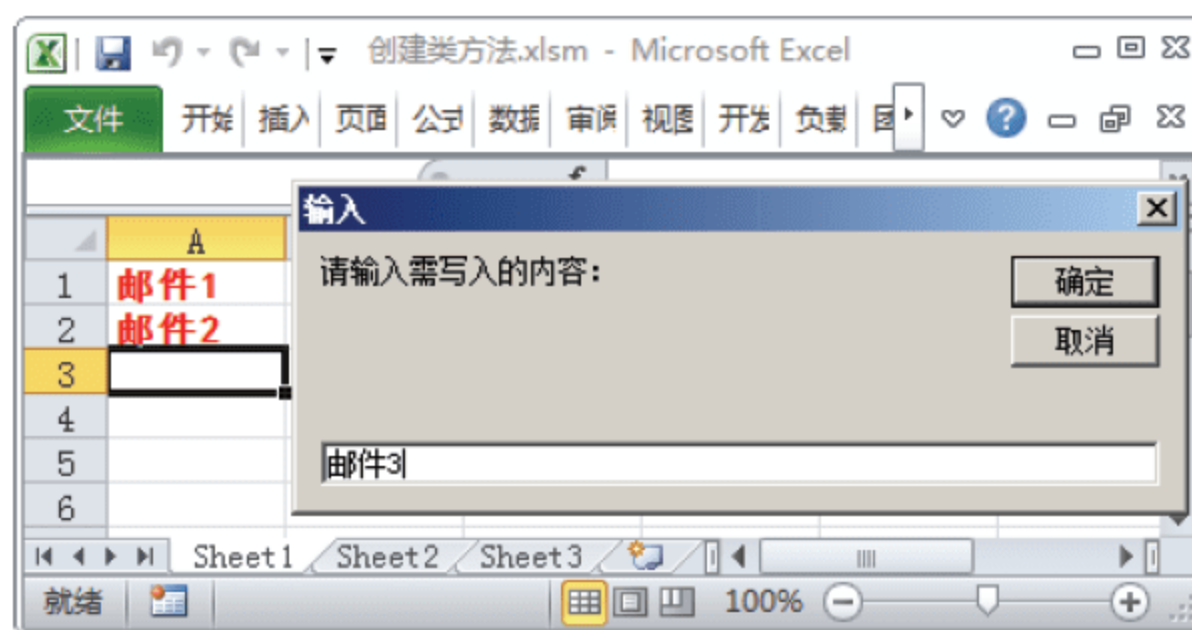 创建类方法.xlsm - Microsoft Excel
文件 开始 插入 页面 公式 数据 审阅 视图 开发 负载 团
输入
A
请输入需写入的内容:
确定
1 邮件1
2 邮件2
取消
3
4
5
邮件3
6
Sheet1 Sheet2 Sheet3
就绪 100%